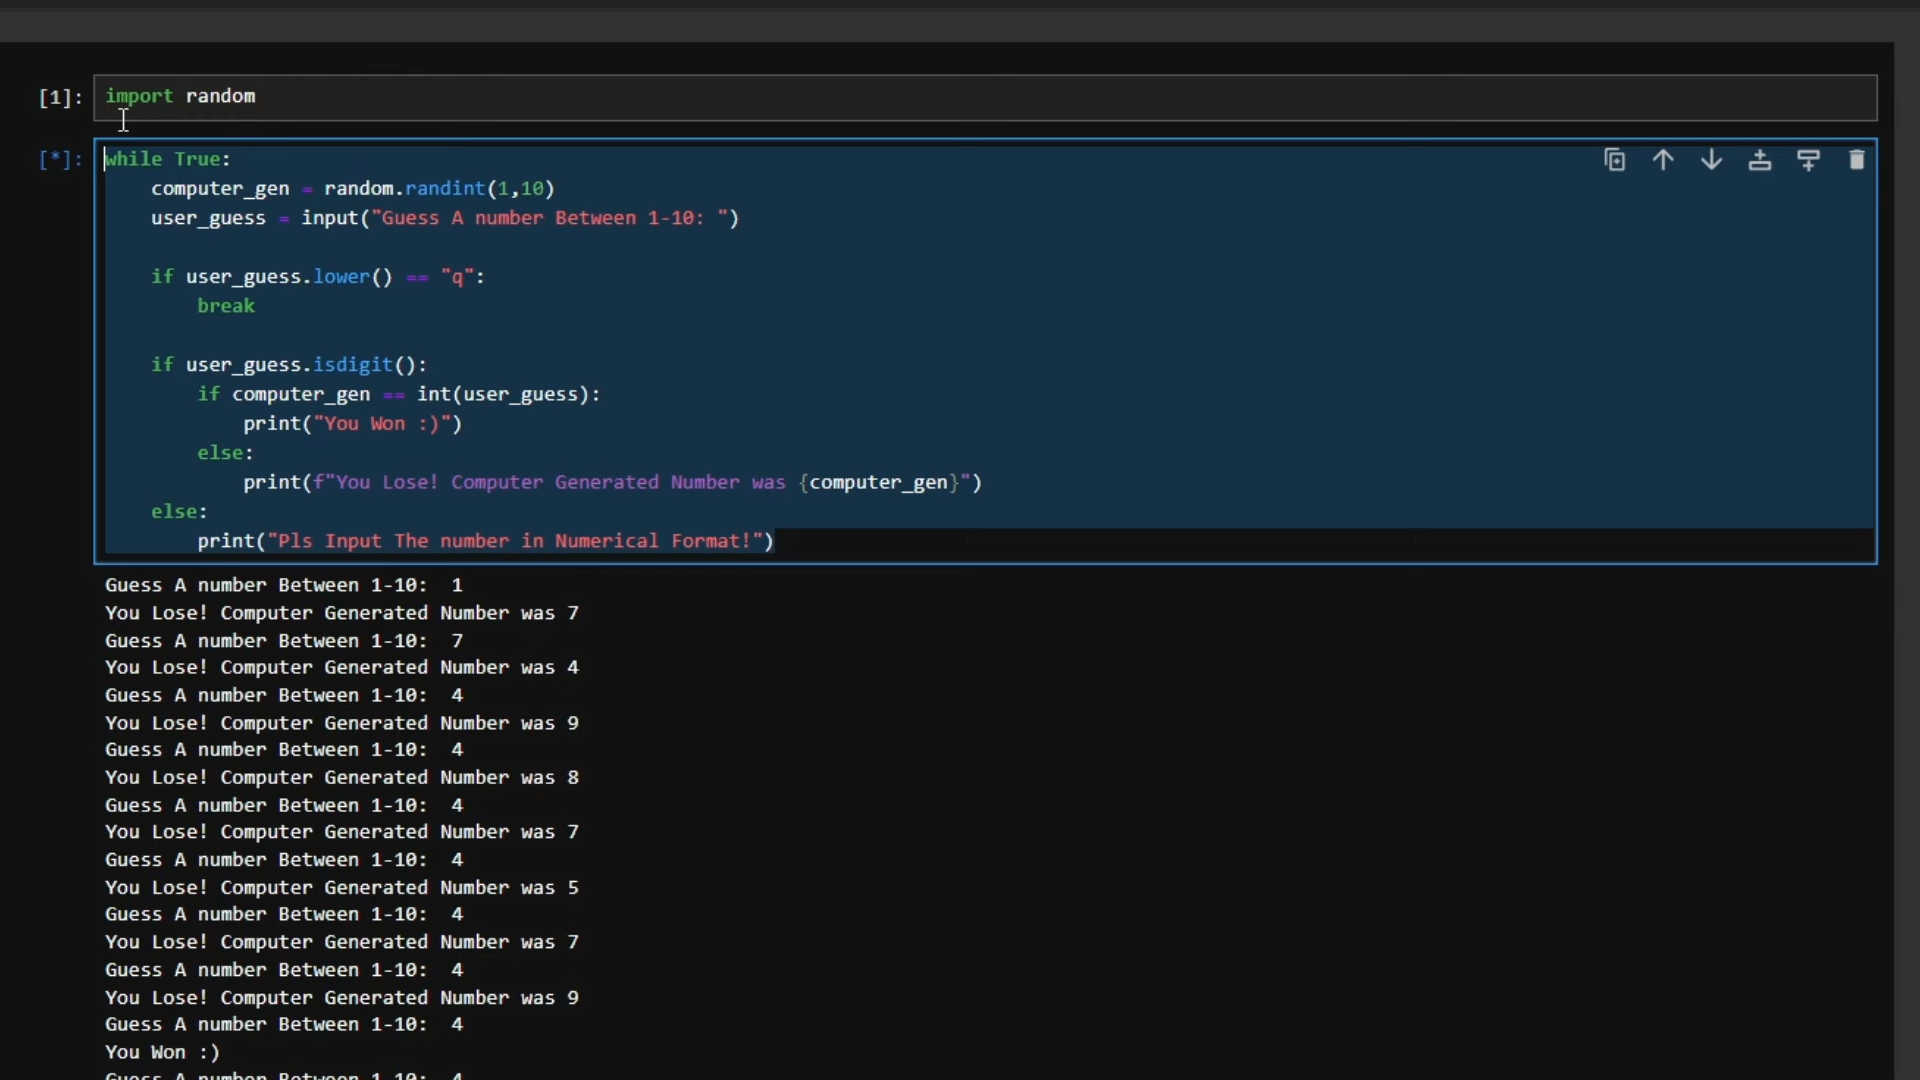 [1]: import random
[*]: while True:
    computer_gen = random.randint(1,10)
    user_guess = input("Guess A number Between 1-10: ")
    if user_guess.lower() == "q":
        break
    if user_guess.isdigit():
        if computer_gen == int(user_guess):
            print("You Won :)")
        else:
            print(f"You Lose! Computer Generated Number was {computer_gen}")
    else:
        print("Pls Input The number in Numerical Format!")
Guess A number Between 1-10:  1
You Lose! Computer Generated Number was 7
Guess A number Between 1-10:  7
You Lose! Computer Generated Number was 4
Guess A number Between 1-10:  4
You Lose! Computer Generated Number was 9
Guess A number Between 1-10:  4
You Lose! Computer Generated Number was 8
Guess A number Between 1-10:  4
You Lose! Computer Generated Number was 7
Guess A number Between 1-10:  4
You Lose! Computer Generated Number was 5
Guess A number Between 1-10:  4
You Lose! Computer Generated Number was 7
Guess A number Between 1-10:  4
You Lose! Computer Generated Number was 9
Guess A number Between 1-10:  4
You Won :)
Guess A number Between 1-10:  4